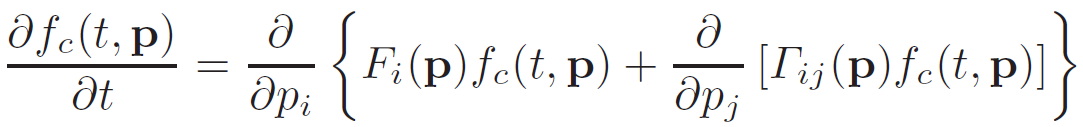 ∂f_c(t, **p**)/∂t = ∂/∂p_i { F_i(**p**)f_c(t, **p**) + ∂/∂p_j [Γ_ij(**p**)f_c(t, **p**)] }